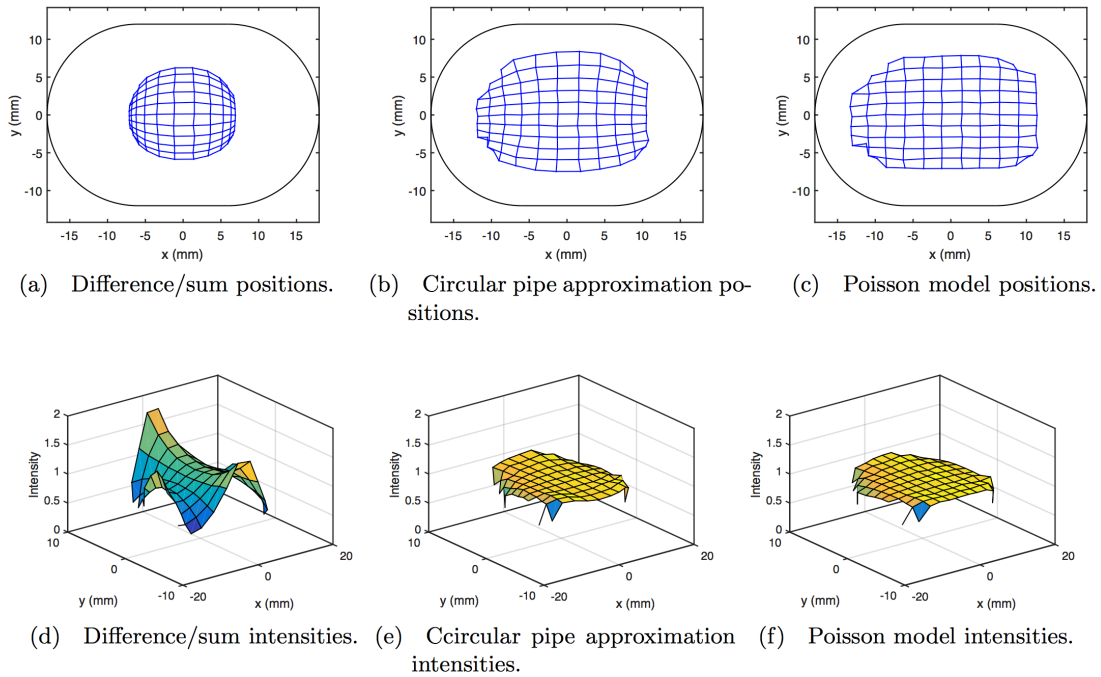 10
5
0
-5
-10
y (mm)
-15 -10 -5 0 5 10 15
x (mm)
(a) Difference/sum positions.
10
5
0
-5
-10
y (mm)
-15 -10 -5 0 5 10 15
x (mm)
(b) Circular pipe approximation po-
sitions.
10
5
0
-5
-10
y (mm)
-15 -10 -5 0 5 10 15
x (mm)
(c) Poisson model positions.
2
1.5
1
0.5
0
Intensity
10
0
-10
y (mm)
-20
0
20
x (mm)
(d) Difference/sum intensities.
2
1.5
1
0.5
0
Intensity
10
0
-10
y (mm)
-20
0
20
x (mm)
(e) Ccircular pipe approximation
intensities.
2
1.5
1
0.5
0
Intensity
10
0
-10
y (mm)
-20
0
20
x (mm)
(f) Poisson model intensities.